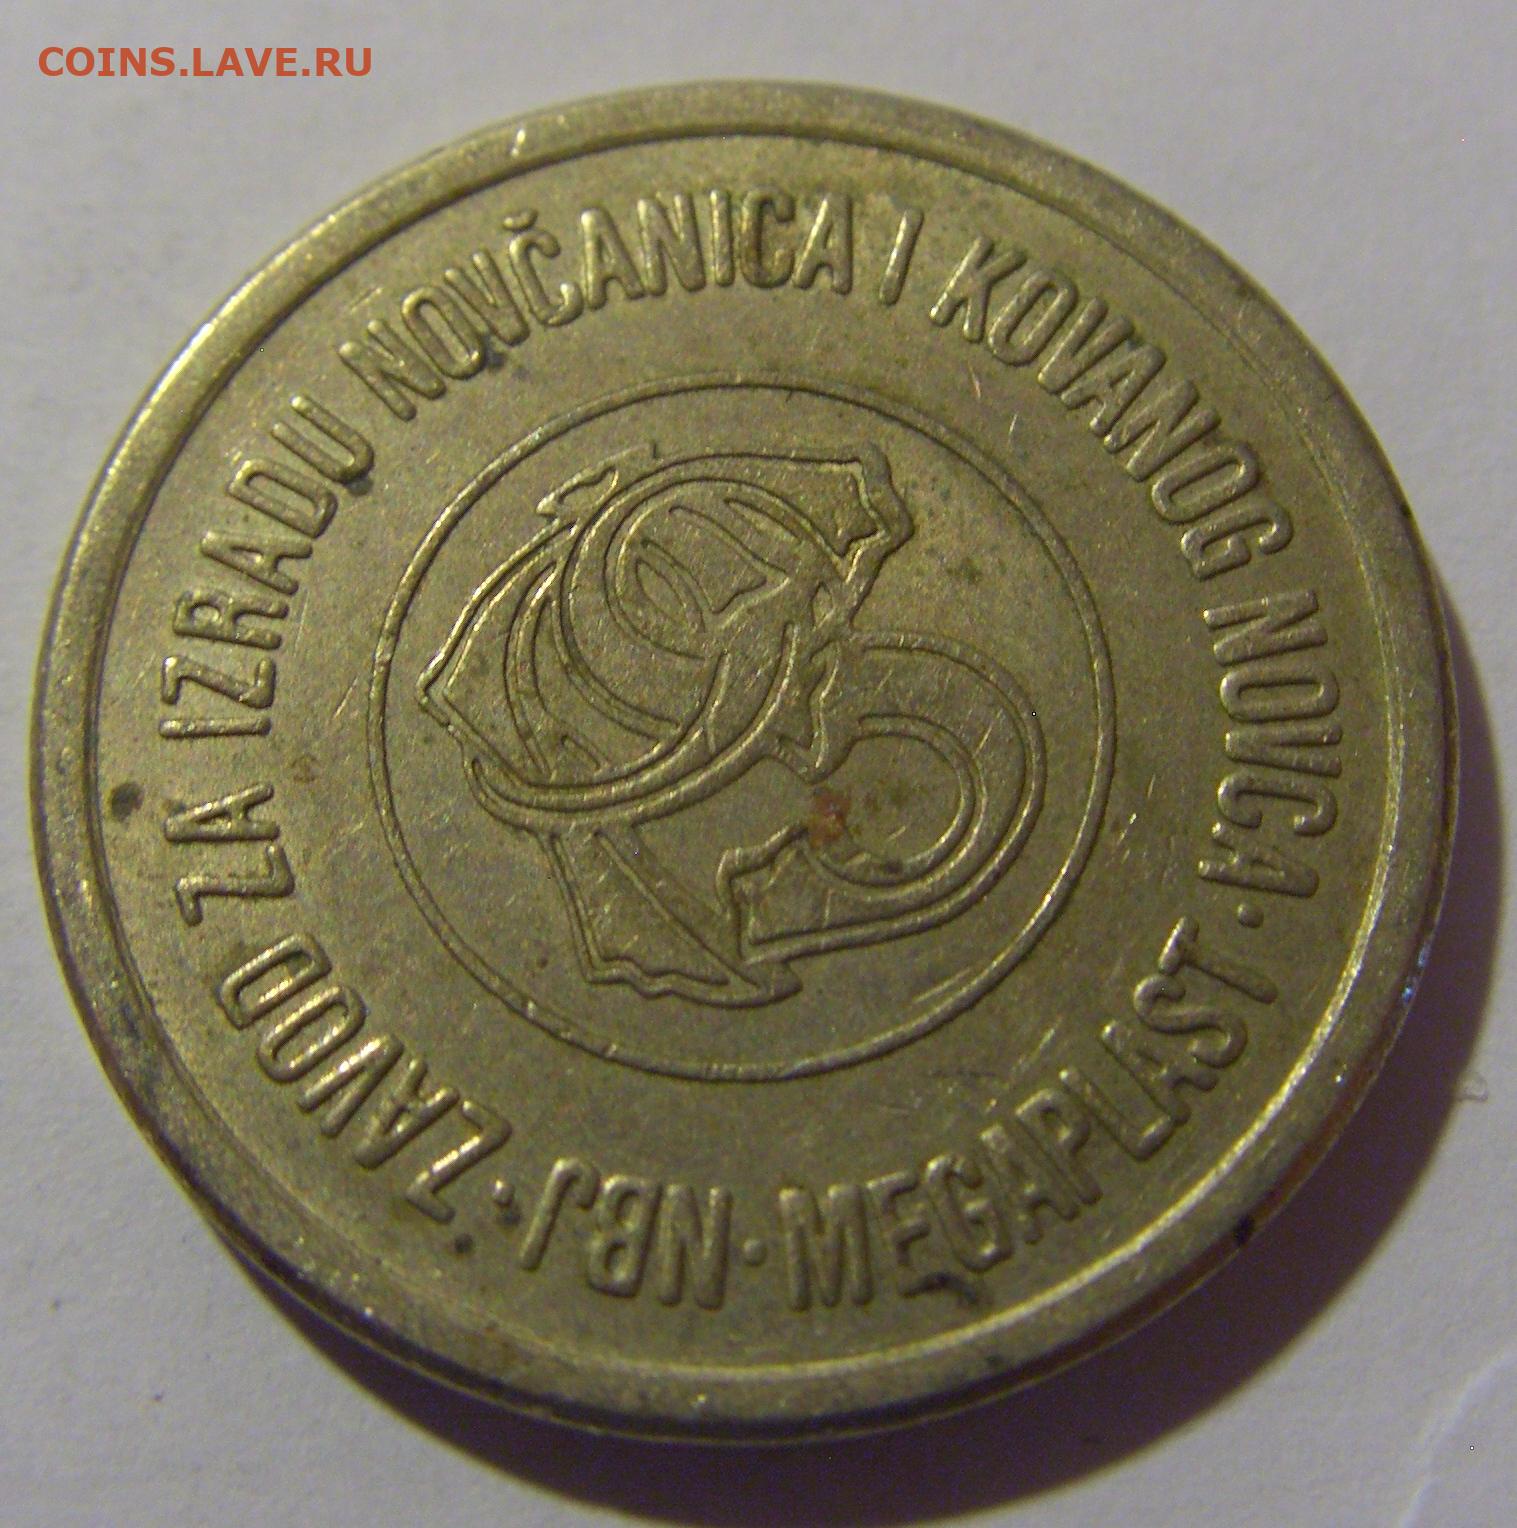 COINS.LAVE.RU
NBJ · ZAVOD ZA IZRADU NOVČANICA I KOVANOG NOVCA · MEGAPLAST ·